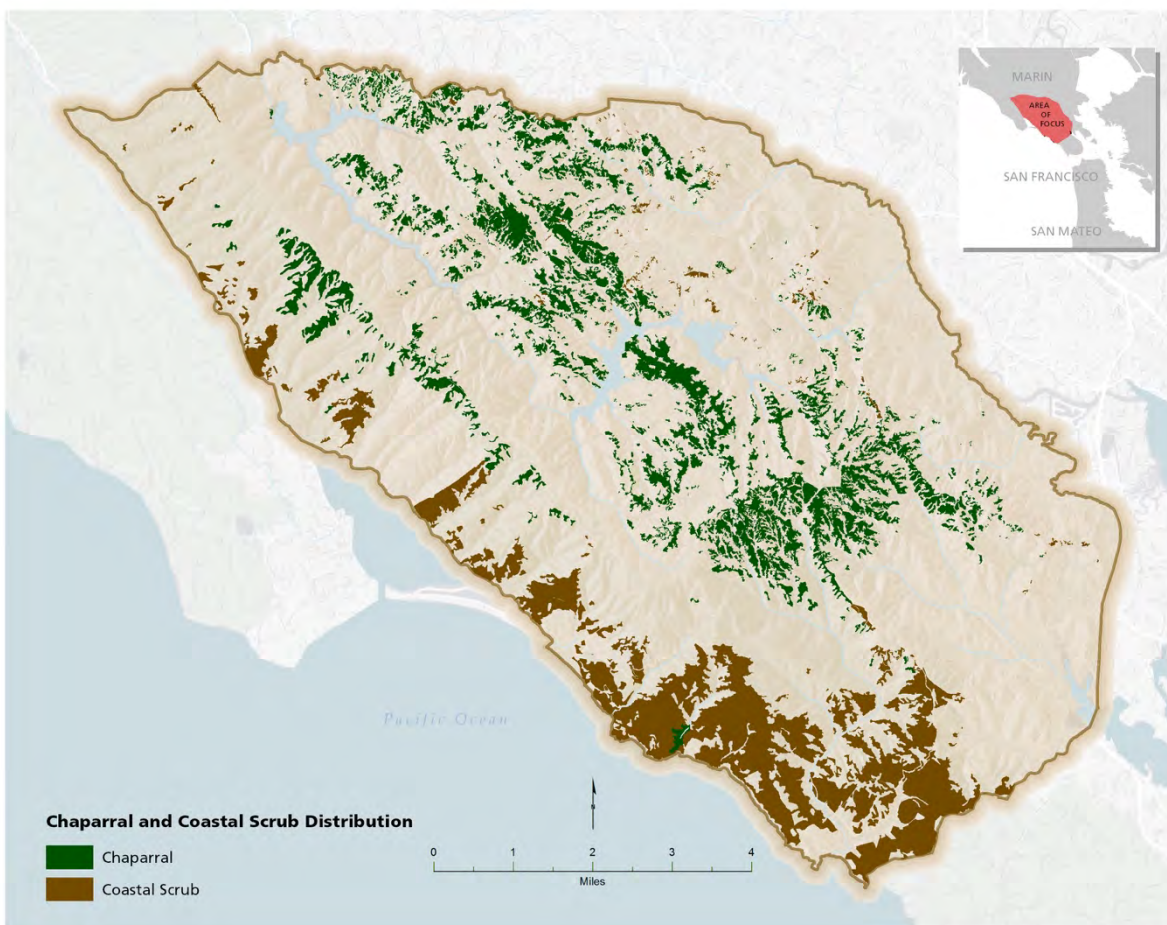 MARIN
AREA
OF
FOCUS
SAN FRANCISCO
SAN MATEO
Pacific Ocean
Chaparral and Coastal Scrub Distribution
Chaparral
Coastal Scrub
0 1 2 3 4
Miles